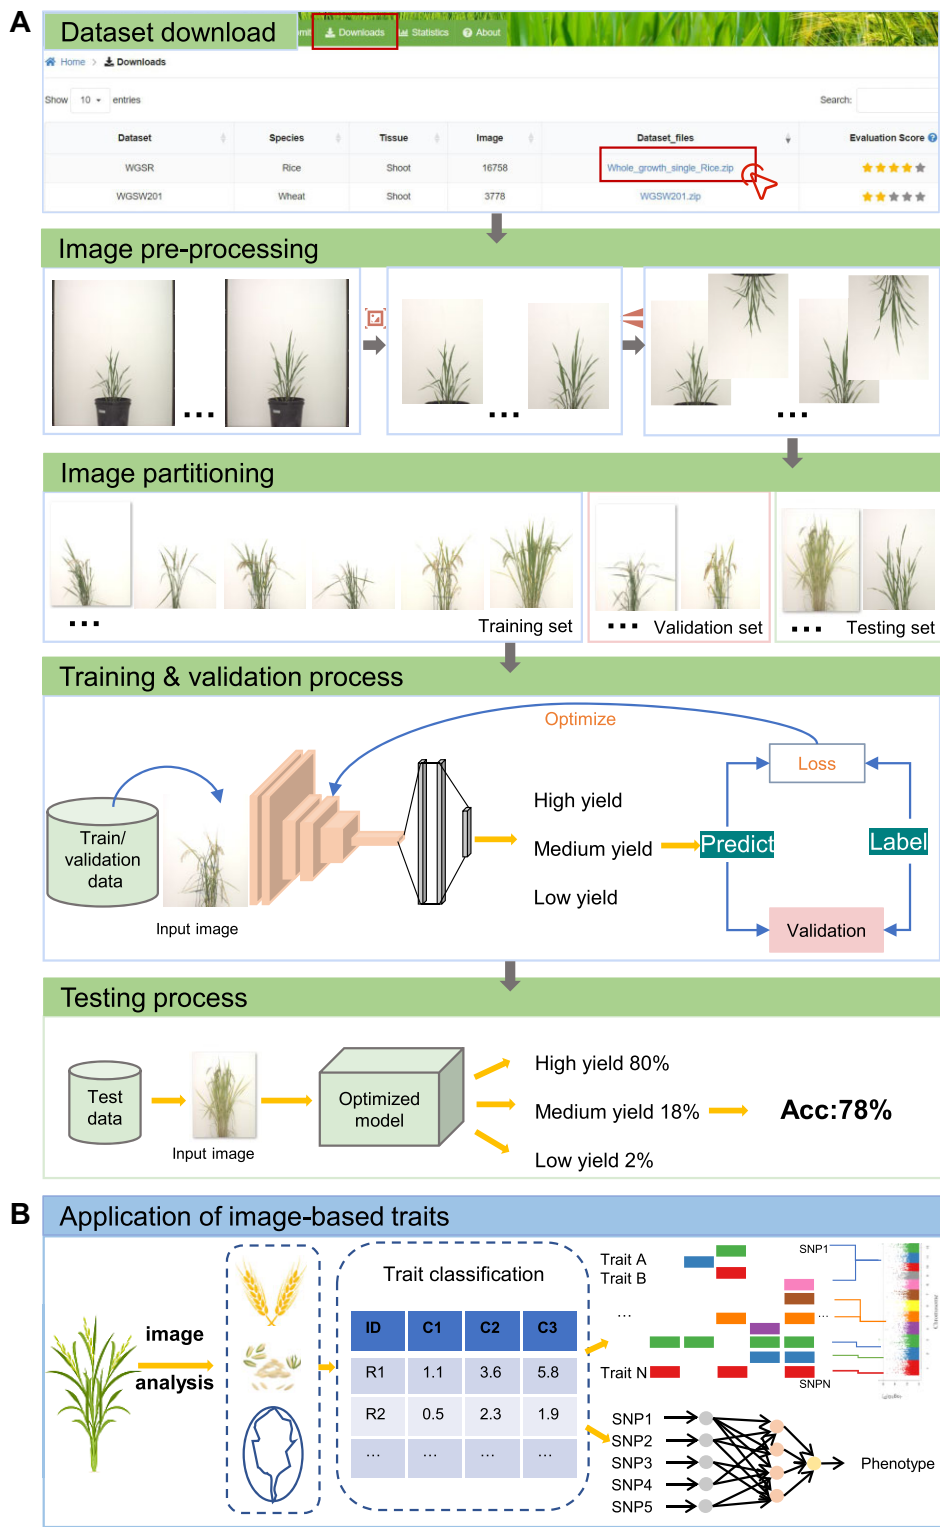 A
Dataset download
Downloads
Statistics
About
Home > Downloads
Show 10 entries
Search:
Dataset Species Tissue Image Dataset_files Evaluation Score
WGSR Rice Shoot 16758 Whole_growth_single_Rice.zip
WGSW201 Wheat Shoot 3778 WGSW201.zip
Image pre-processing
...
...
...
Image partitioning
... Training set
... Validation set
... Testing set
Training & validation process
Optimize
Loss
Train/
validation
data
Input image
High yield
Medium yield
Low yield
Predict
Label
Validation
Testing process
Test
data
Input image
Optimized
model
High yield 80%
Medium yield 18%
Low yield 2%
Acc:78%
B
Application of image-based traits
image
analysis
Trait classification
ID C1 C2 C3
R1 1.1 3.6 5.8
R2 0.5 2.3 1.9
... ... ... ...
Trait A
Trait B
...
Trait N
SNP1
...
SNPN
Chromosome
SNP1
SNP2
SNP3
SNP4
SNP5
Phenotype